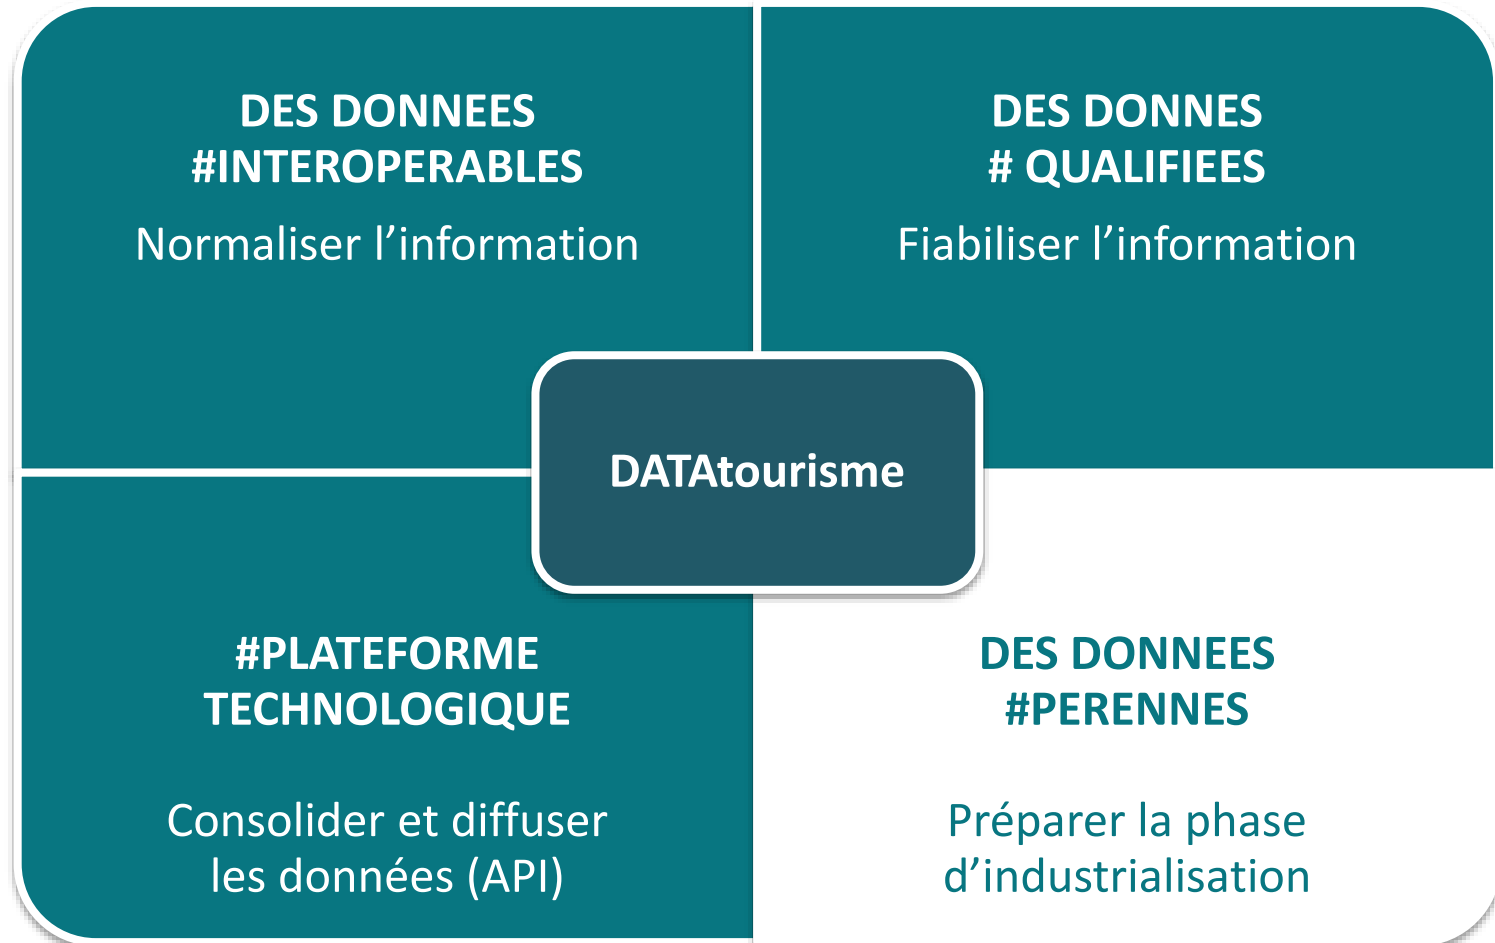 DES DONNEES
#INTEROPERABLES
Normaliser l’information
DES DONNES
# QUALIFIEES
Fiabiliser l’information
DATAtourisme
#PLATEFORME
TECHNOLOGIQUE
Consolider et diffuser
les données (API)
DES DONNEES
#PERENNES
Préparer la phase
d’industrialisation